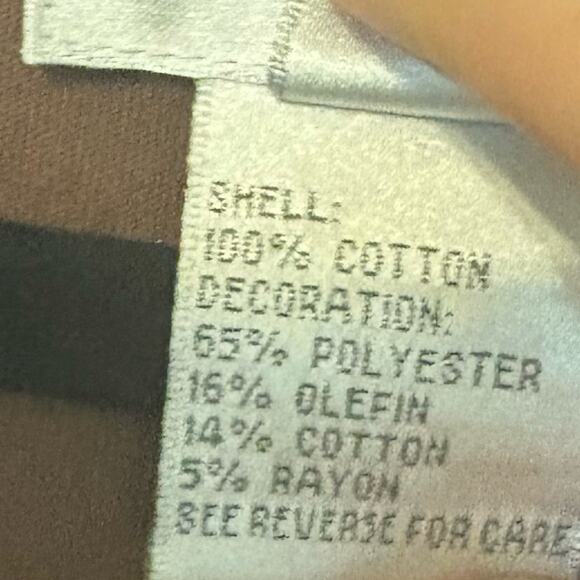 SHELL:
100% COTTON
DECORATION:
65% POLYESTER
16% OLEFIN
14% COTTON
5% RAYON
SEE REVERSE FOR CARE